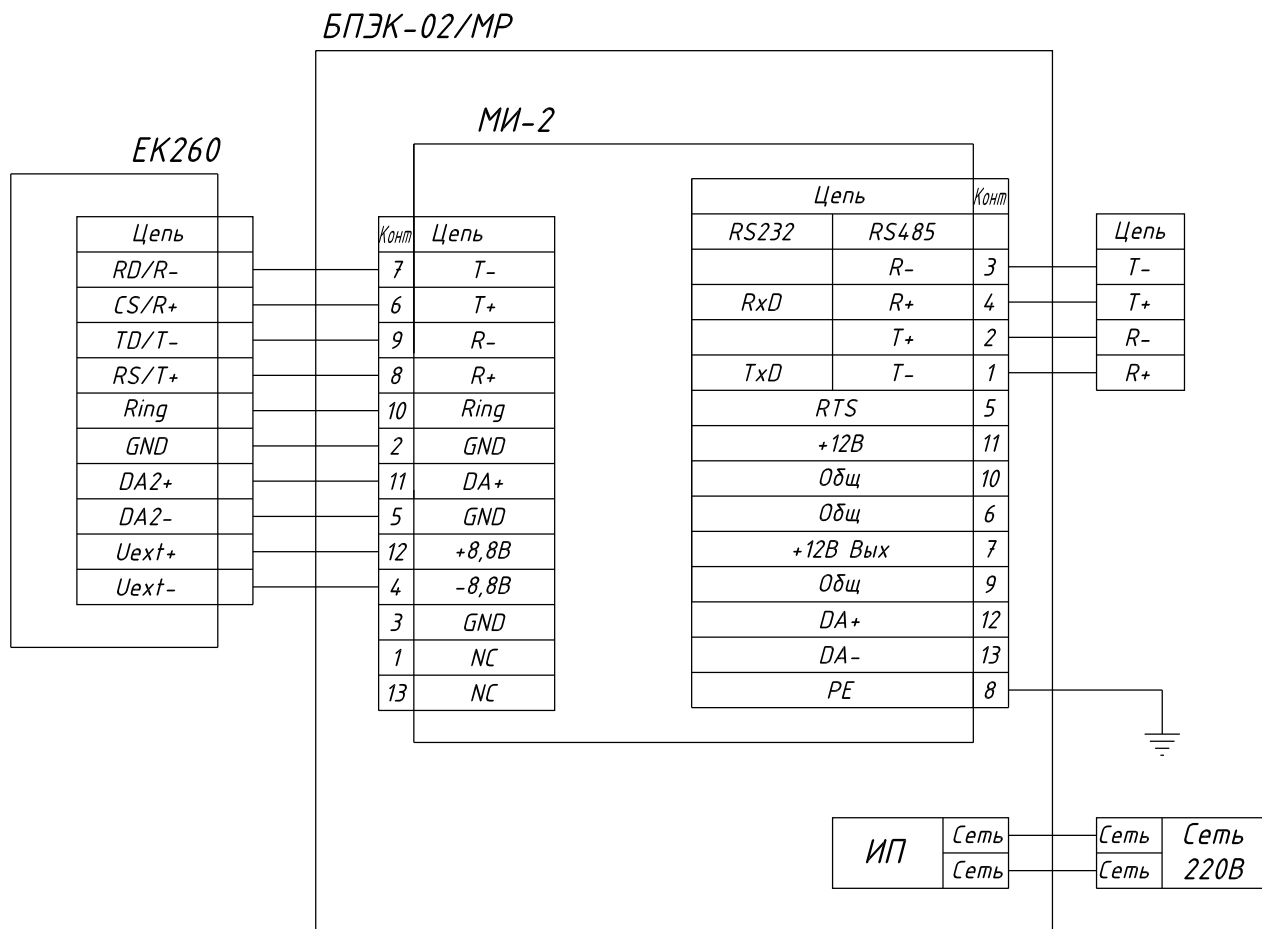 БПЭК-02/МР
МИ-2
ЕК260
Цепь
RD/R-
CS/R+
TD/T-
RS/T+
Ring
GND
DA2+
DA2-
Uext+
Uext-
Конт Цепь
7 T-
6 T+
9 R-
8 R+
10 Ring
2 GND
11 DA+
5 GND
12 +8,8В
4 -8,8В
3 GND
1 NC
13 NC
Цепь Конт
RS232 RS485
R- 3
RxD R+ 4
T+ 2
TxD T- 1
RTS 5
+12В 11
Общ 10
Общ 6
+12В Вых 7
Общ 9
DA+ 12
DA- 13
PE 8
Цепь
T-
T+
R-
R+
ИП Сеть
Сеть
Сеть Сеть
Сеть 220В